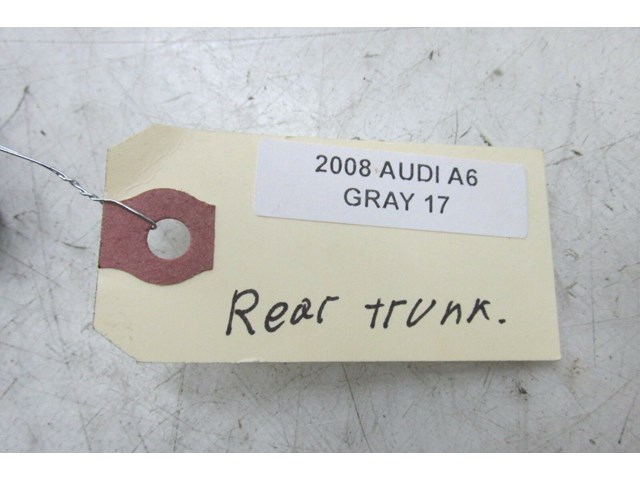 2008 AUDI A6
GRAY 17
Rear trunk.